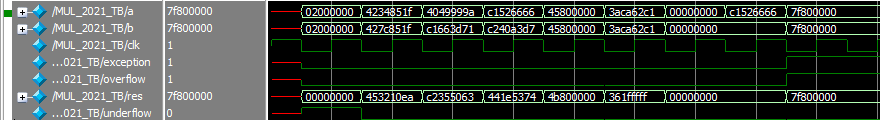 /MUL_2021_TB/a 7f800000 02000000 4234851f 4049999a c1526666 45800000 3aca62c1 00000000 c1526666 7f800000
/MUL_2021_TB/b 7f800000 02000000 427c851f c1663d71 c240a3d7 45800000 3aca62c1 7f800000
/MUL_2021_TB/clk 1
...021_TB/exception 1
...021_TB/overflow 1
/MUL_2021_TB/res 7f800000 00000000 453210ea c2355063 441e5374 4b800000 361fffff 00000000 7f800000
...021_TB/underflow 0